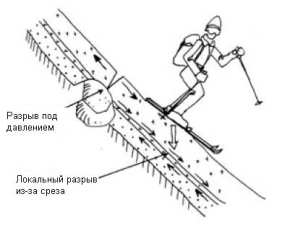 Разрыв под
давлением
Локальный разрыв
из-за среза